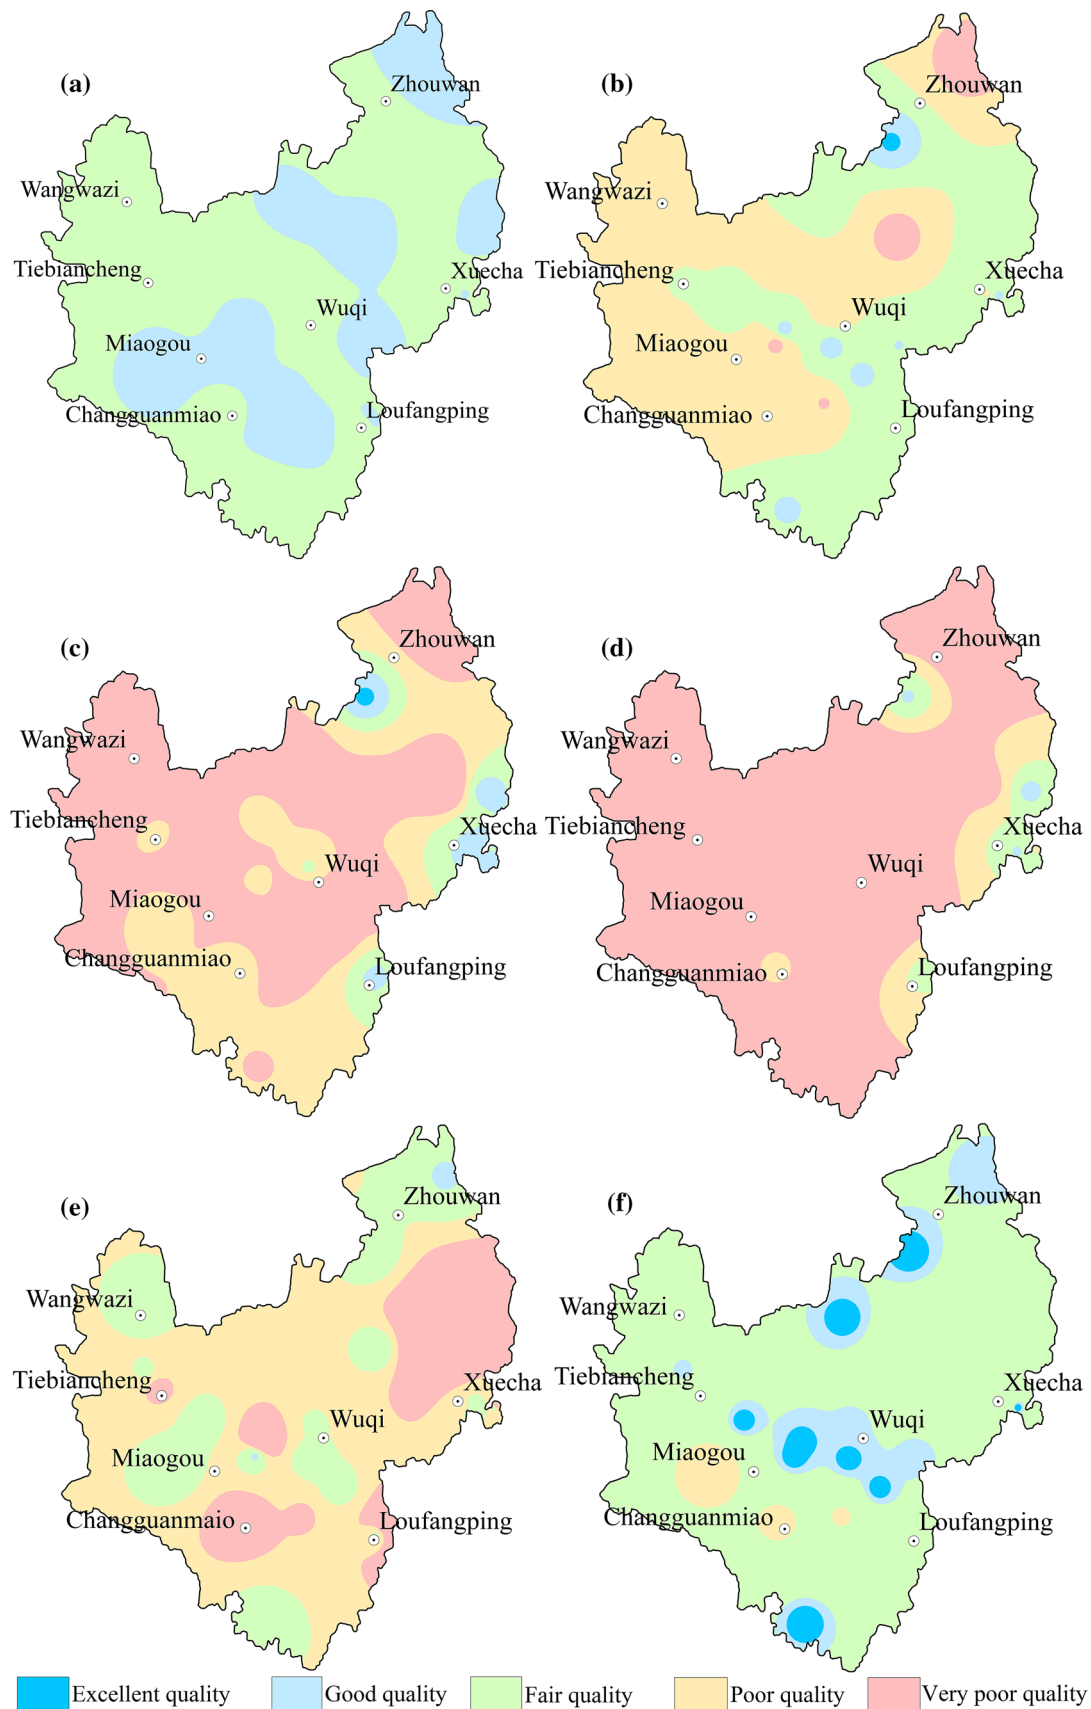 (a)
Zhouwan
Wangwazi
Tiebiancheng
Xuecha
Wuqi
Miaogou
Changguanmiao
Loufangping
(b)
Zhouwan
Wangwazi
Tiebiancheng
Xuecha
Wuqi
Miaogou
Changguanmiao
Loufangping
(c)
Zhouwan
Wangwazi
Tiebiancheng
Xuecha
Wuqi
Miaogou
Changguanmiao
Loufangping
(d)
Zhouwan
Wangwazi
Tiebiancheng
Xuecha
Wuqi
Miaogou
Changguanmiao
Loufangping
(e)
Zhouwan
Wangwazi
Tiebiancheng
Xuecha
Wuqi
Miaogou
Changguanmaio
Loufangping
(f)
Zhouwan
Wangwazi
Tiebiancheng
Xuecha
Wuqi
Miaogou
Changguanmiao
Loufangping
Excellent quality Good quality Fair quality Poor quality Very poor quality